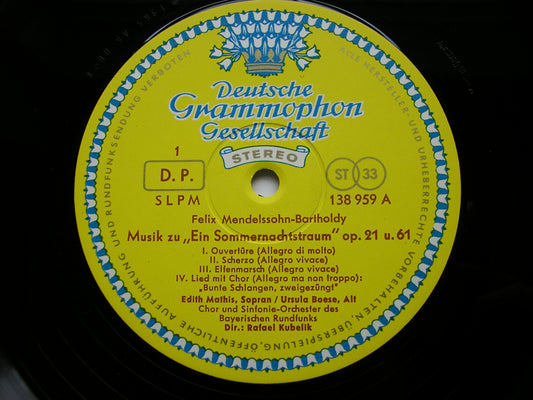 Deutsche
Grammophon
Gesellschaft
STEREO
1
D. P.
SLPM
ST 33
138 959 A
Felix Mendelssohn-Bartholdy
Musik zu „Ein Sommernachtstraum" op. 21 u. 61
I. Ouvertüre (Allegro di molto)
II. Scherzo (Allegro vivace)
III. Elfenmarsch (Allegro vivace)
IV. Lied mit Chor (Allegro ma non troppo):
„Bunte Schlangen, zweigezüngt"
Edith Mathis, Sopran / Ursula Boese, Alt
Chor und Sinfonie-Orchester des
Bayerischen Rundfunks
Dir.: Rafael Kubelik
ALLE HERSTELLER- UND URHEBERRECHTE VORBEHALTEN, ÜBERSPIELUNG, ÖFFENTLICHE AUFFÜHRUNG UND RUNDFUNKSENDUNG VERBOTEN